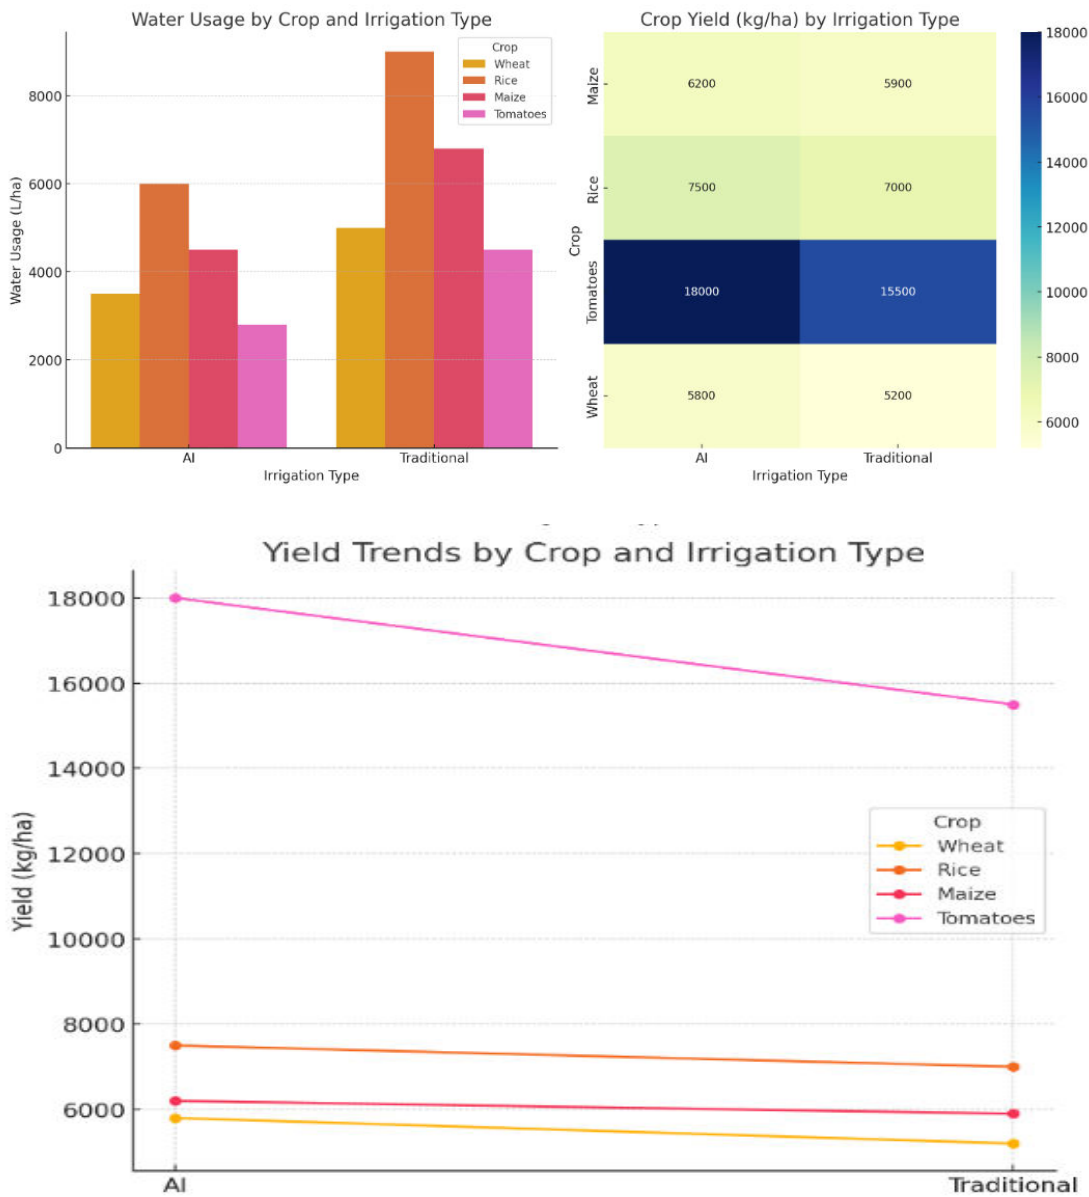 Water Usage by Crop and Irrigation Type
Water Usage (L/ha)
8000
6000
4000
2000
0
Crop
Wheat
Rice
Maize
Tomatoes
AI
Traditional
Irrigation Type
Crop Yield (kg/ha) by Irrigation Type
Crop
Maize
Rice
Tomatoes
Wheat
6200 5900
7500 7000
18000 15500
5800 5200
AI
Traditional
Irrigation Type
18000
16000
14000
12000
10000
8000
6000
Yield Trends by Crop and Irrigation Type
Yield (kg/ha)
18000
16000
14000
12000
10000
8000
6000
Crop
Wheat
Rice
Maize
Tomatoes
AI
Traditional